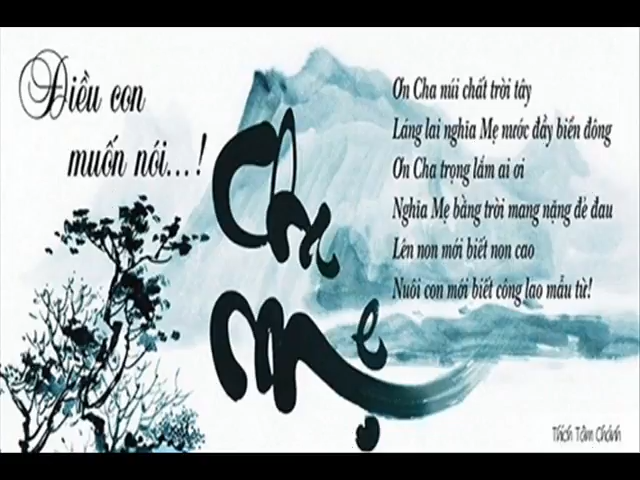 Điều con
muốn nói...!
Cha
Mẹ
Ơn Cha núi chất trời tây
Láng lai nghĩa Mẹ nước đầy biển đông
Ơn Cha trọng lắm ai ơi
Nghĩa Mẹ bằng trời mang nặng đẻ đau
Lên non mới biết non cao
Nuôi con mới biết công lao mẫu từ!
Thích Tâm Chánh